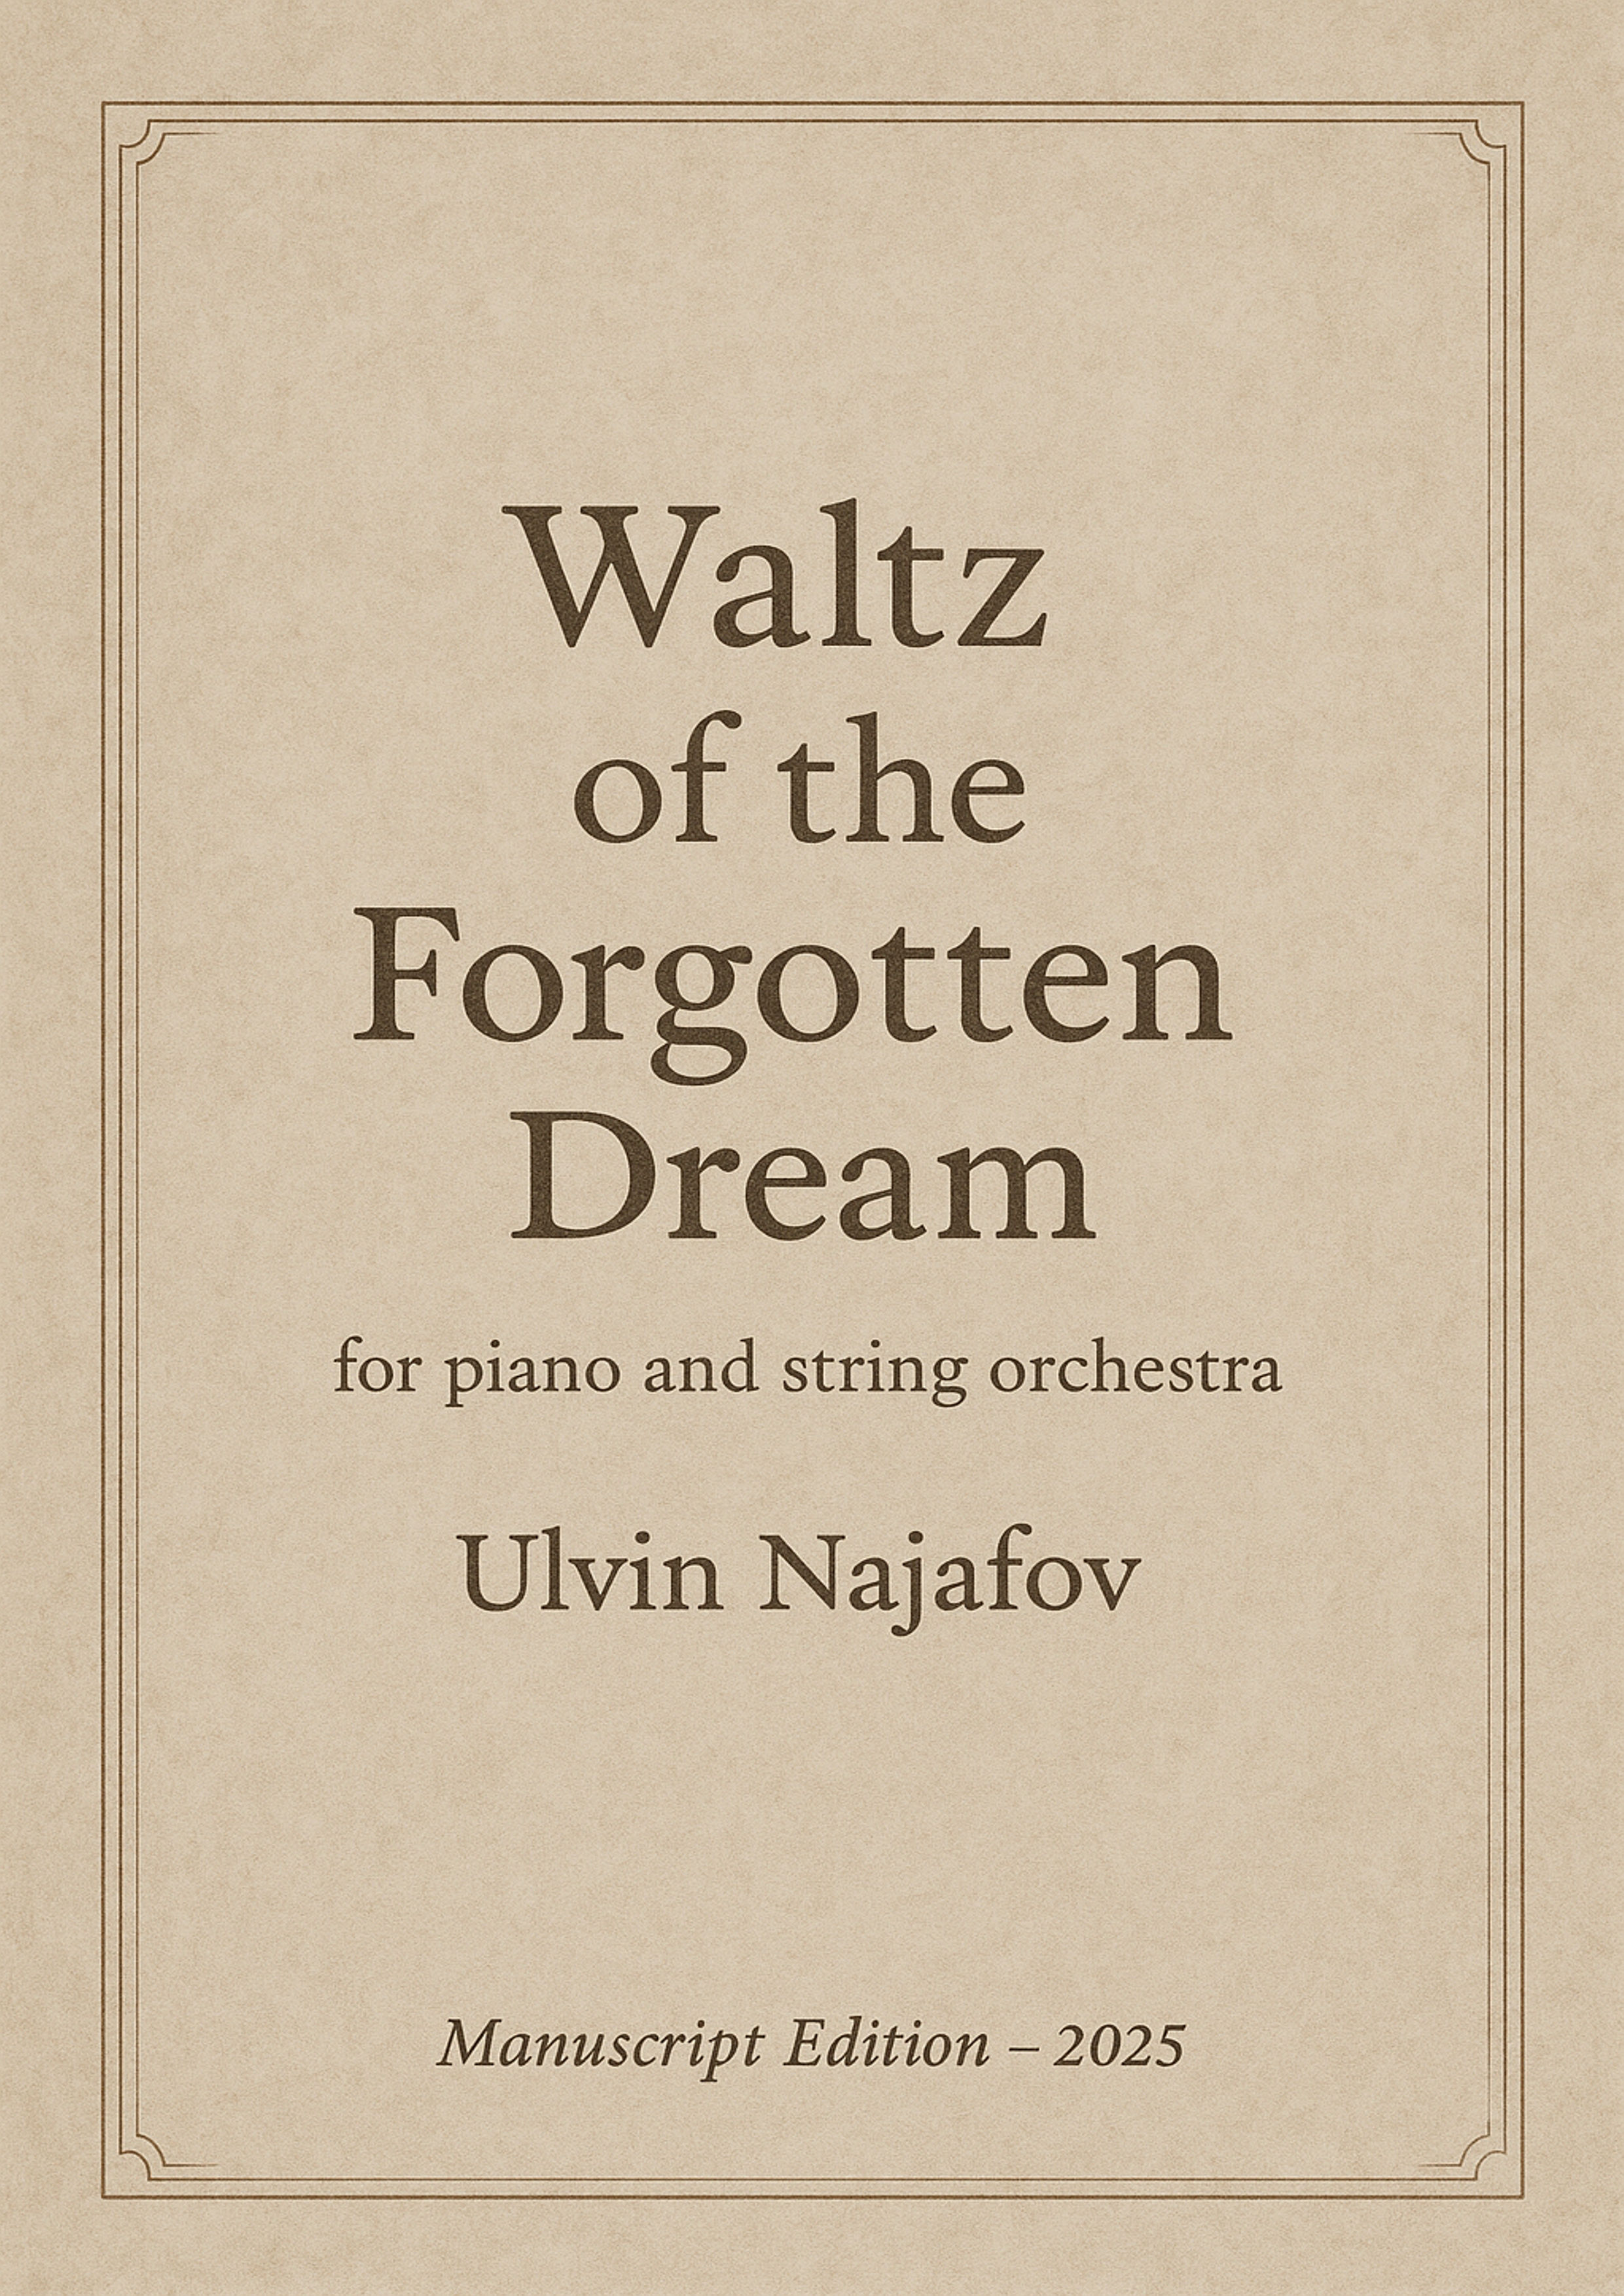 Waltz
of the
Forgotten
Dream
for piano and string orchestra
Ulvin Najafov
Manuscript Edition – 2025